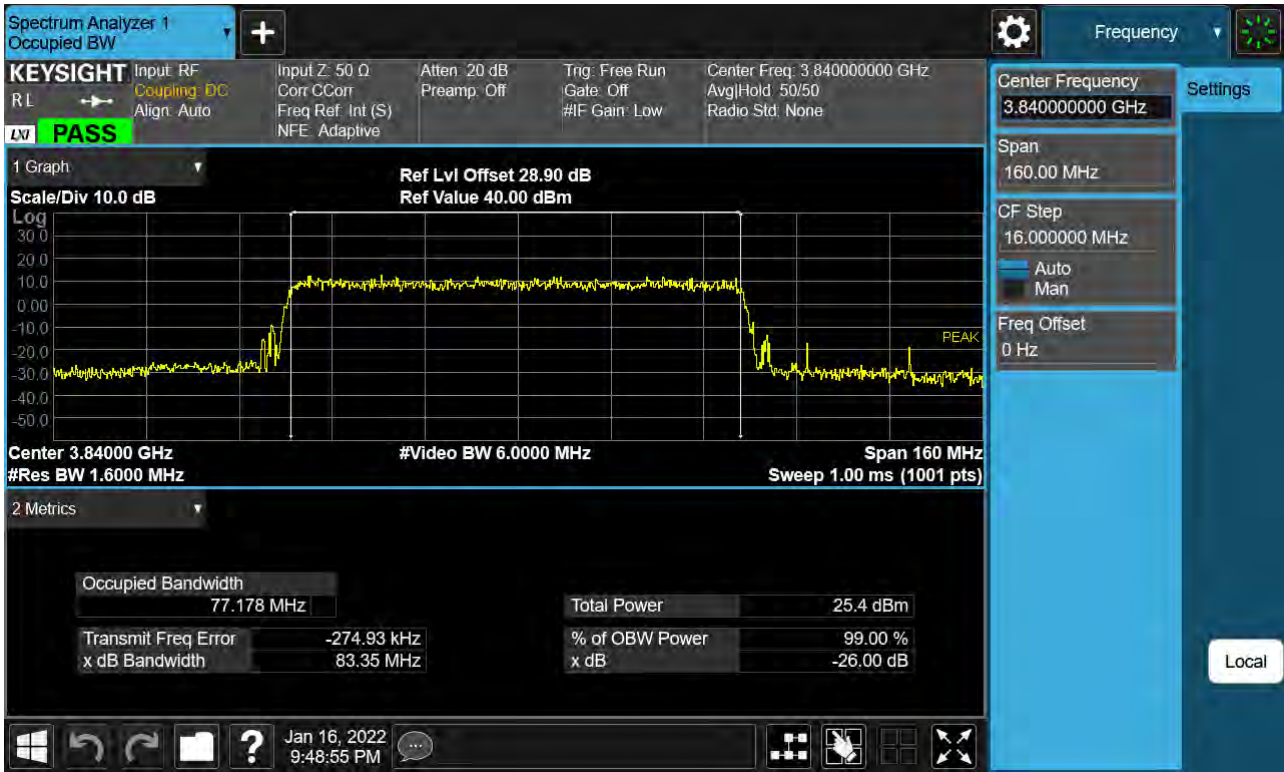 Spectrum Analyzer 1
Occupied BW
Frequency
KEYSIGHT
RL
LXI PASS
Input: RF
Coupling: DC
Align: Auto
Input Z: 50 Ω
Corr CCorr
Freq Ref: Int (S)
NFE: Adaptive
Atten: 20 dB
Preamp: Off
Trig: Free Run
Gate: Off
#IF Gain: Low
Center Freq: 3.840000000 GHz
Avg|Hold: 50/50
Radio Std: None
1 Graph
Scale/Div 10.0 dB
Ref Lvl Offset 28.90 dB
Ref Value 40.00 dBm
Log
30.0
20.0
10.0
0.00
-10.0
-20.0
-30.0
-40.0
-50.0
PEAK
Center 3.84000 GHz
#Res BW 1.6000 MHz
#Video BW 6.0000 MHz
Span 160 MHz
Sweep 1.00 ms (1001 pts)
2 Metrics
Occupied Bandwidth
77.178 MHz
Transmit Freq Error -274.93 kHz
x dB Bandwidth 83.35 MHz
Total Power 25.4 dBm
% of OBW Power 99.00 %
x dB -26.00 dB
Center Frequency
3.840000000 GHz
Span
160.00 MHz
CF Step
16.000000 MHz
Auto
Man
Freq Offset
0 Hz
Settings
Local
?
Jan 16, 2022
9:48:55 PM